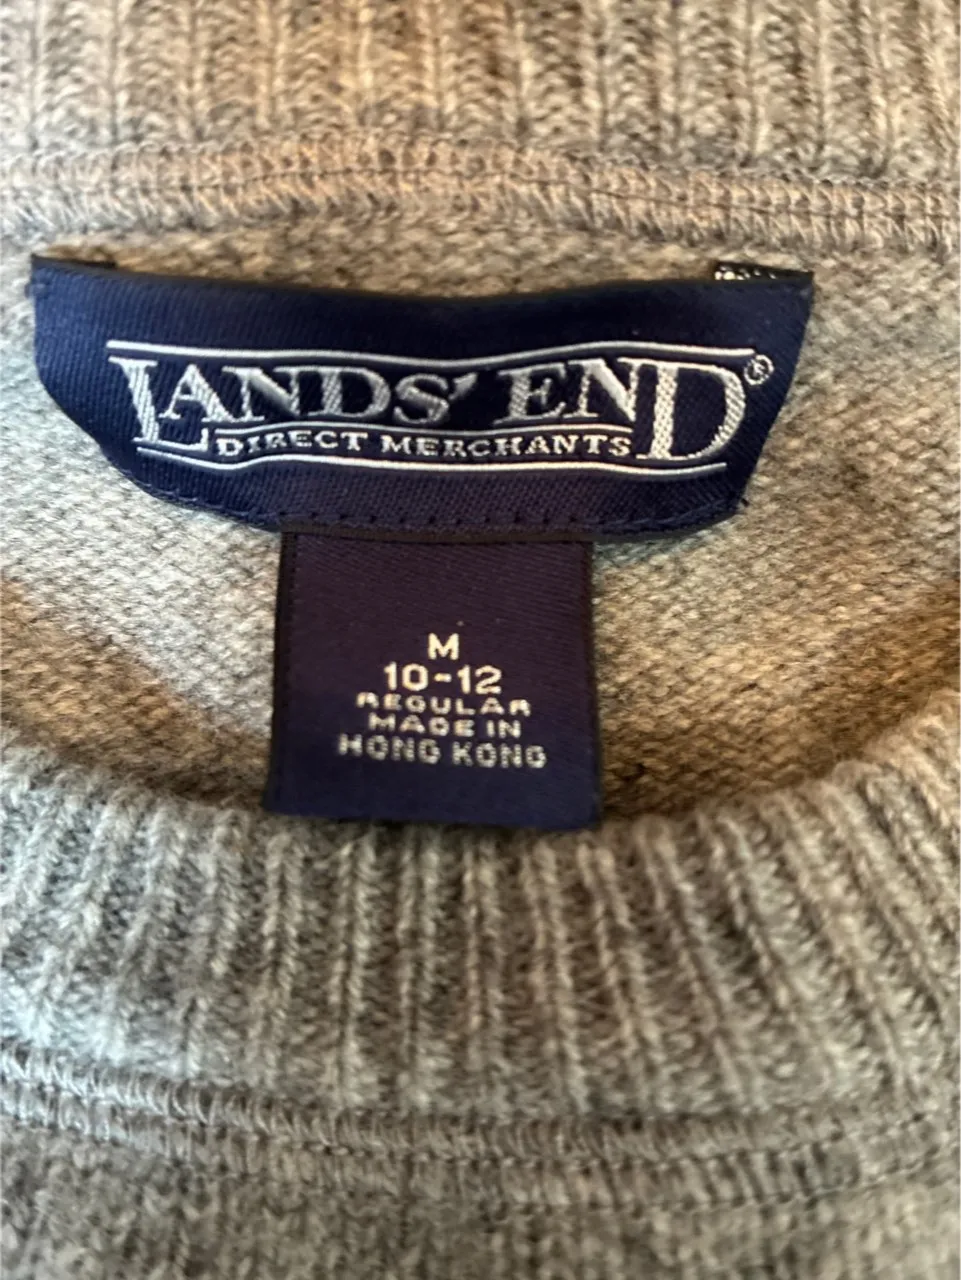 LANDS' END®
DIRECT MERCHANTS
M
10-12
REGULAR
MADE IN
HONG KONG